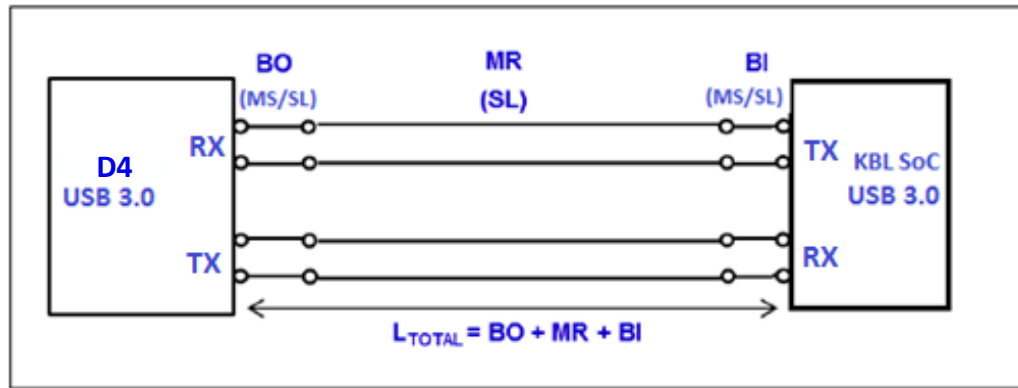 BO
(MS/SL)
MR
(SL)
BI
(MS/SL)
RX
D4
USB 3.0
TX
TX
KBL SoC
USB 3.0
RX
LTOTAL = BO + MR + BI